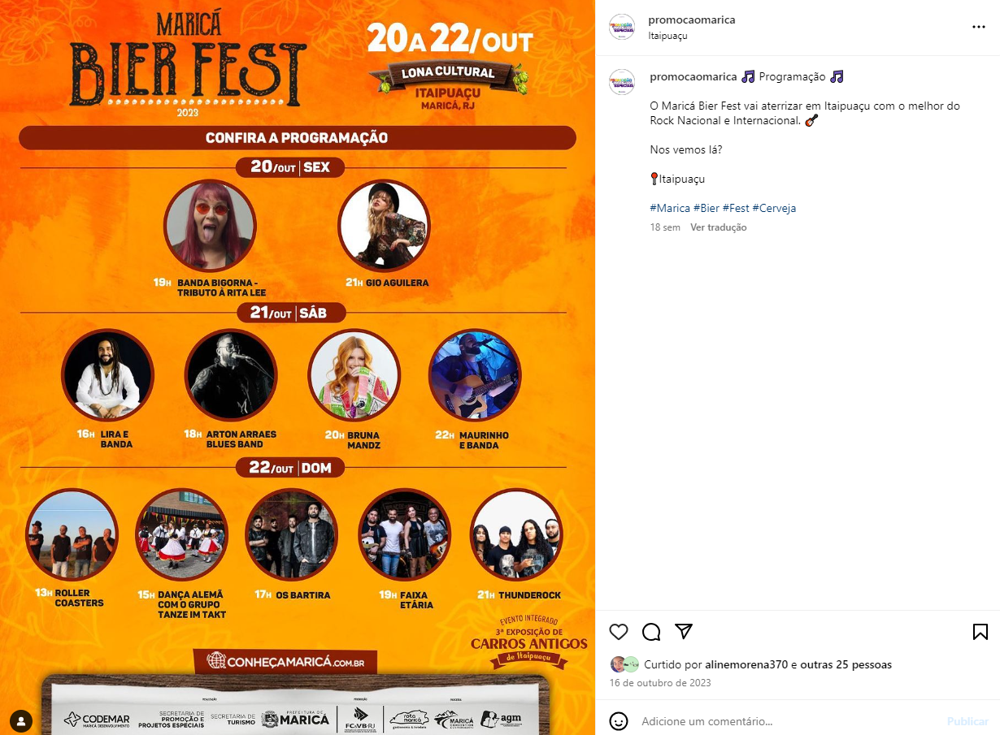 MARICÁ
BIER FEST
2023
20 A 22/OUT
LONA CULTURAL
ITAIPUAÇU
MARICÁ, RJ
CONFIRA A PROGRAMAÇÃO
20/OUT | SEX
19H BANDA BIGORNA -
TRIBUTO À RITA LEE
21H GIO AGUILERA
21/OUT | SÁB
16H LIRA E
BANDA
18H ARTON ARRAES
BLUES BAND
20H BRUNA
MANDZ
22H MAURINHO
E BANDA
22/OUT | DOM
13H ROLLER
COASTERS
15H DANÇA ALEMÃ
COM O GRUPO
TANZE IM TAKT
17H OS BARTIRA
19H FAIXA
ETÁRIA
21H THUNDEROCK
EVENTO INTEGRADO
3ª EXPOSIÇÃO DE
CARROS ANTIGOS
de Itaipuaçu
CONHEÇAMARICÁ.COM.BR
CODEMAR
MARICÁ DESENVOLVIMENTO
SECRETARIA DE
PROMOÇÃO E
PROJETOS ESPECIAIS
SECRETARIA DE
TURISMO
PREFEITURA DE
MARICÁ
FC&VB-RJ
rota
maricá
MARICÁ
CONVENTION
agm
promocaomarica
Itaipuaçu
promocaomarica 🎵 Programação 🎵
O Maricá Bier Fest vai aterrizar em Itaipuaçu com o melhor do
Rock Nacional e Internacional. 🎸
Nos vemos lá?
📍Itaipuaçu
#Marica #Bier #Fest #Cerveja
18 sem Ver tradução
Curtido por alinemorena370 e outras 25 pessoas
16 de outubro de 2023
Adicione um comentário...
Publicar